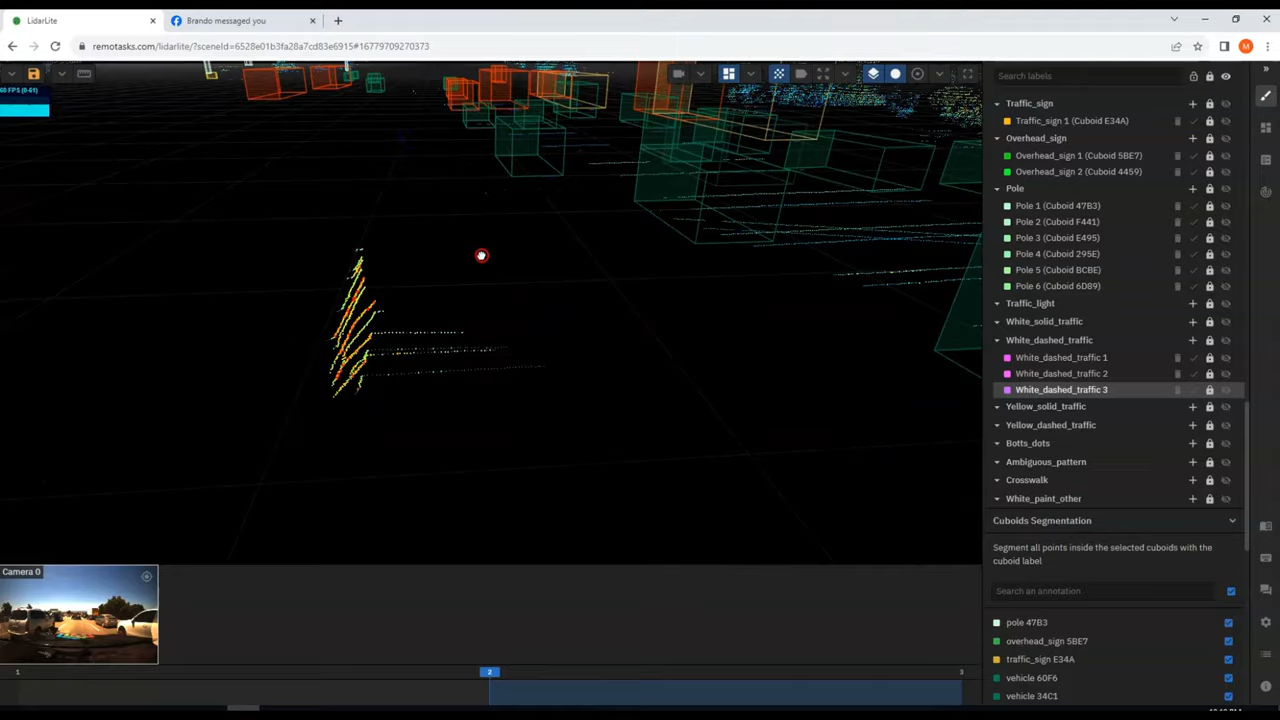 LidarLite
Brando messaged you
remotasks.com/lidarlite/?sceneId=6528e01b3fa28a7cd83e6915#16779709270373
M
60 FPS (0-61)
Search labels
Traffic_sign
Traffic_sign 1 (Cuboid E34A)
Overhead_sign
Overhead_sign 1 (Cuboid 5BE7)
Overhead_sign 2 (Cuboid 4459)
Pole
Pole 1 (Cuboid 47B3)
Pole 2 (Cuboid F441)
Pole 3 (Cuboid E495)
Pole 4 (Cuboid 295E)
Pole 5 (Cuboid BCBE)
Pole 6 (Cuboid 6D89)
Traffic_light
White_solid_traffic
White_dashed_traffic
White_dashed_traffic 1
White_dashed_traffic 2
White_dashed_traffic 3
Yellow_solid_traffic
Yellow_dashed_traffic
Botts_dots
Ambiguous_pattern
Crosswalk
White_paint_other
Cuboids Segmentation
Segment all points inside the selected cuboids with the
cuboid label
Search an annotation
pole 47B3
overhead_sign 5BE7
traffic_sign E34A
vehicle 60F6
vehicle 34C1
Camera 0
1
2
3